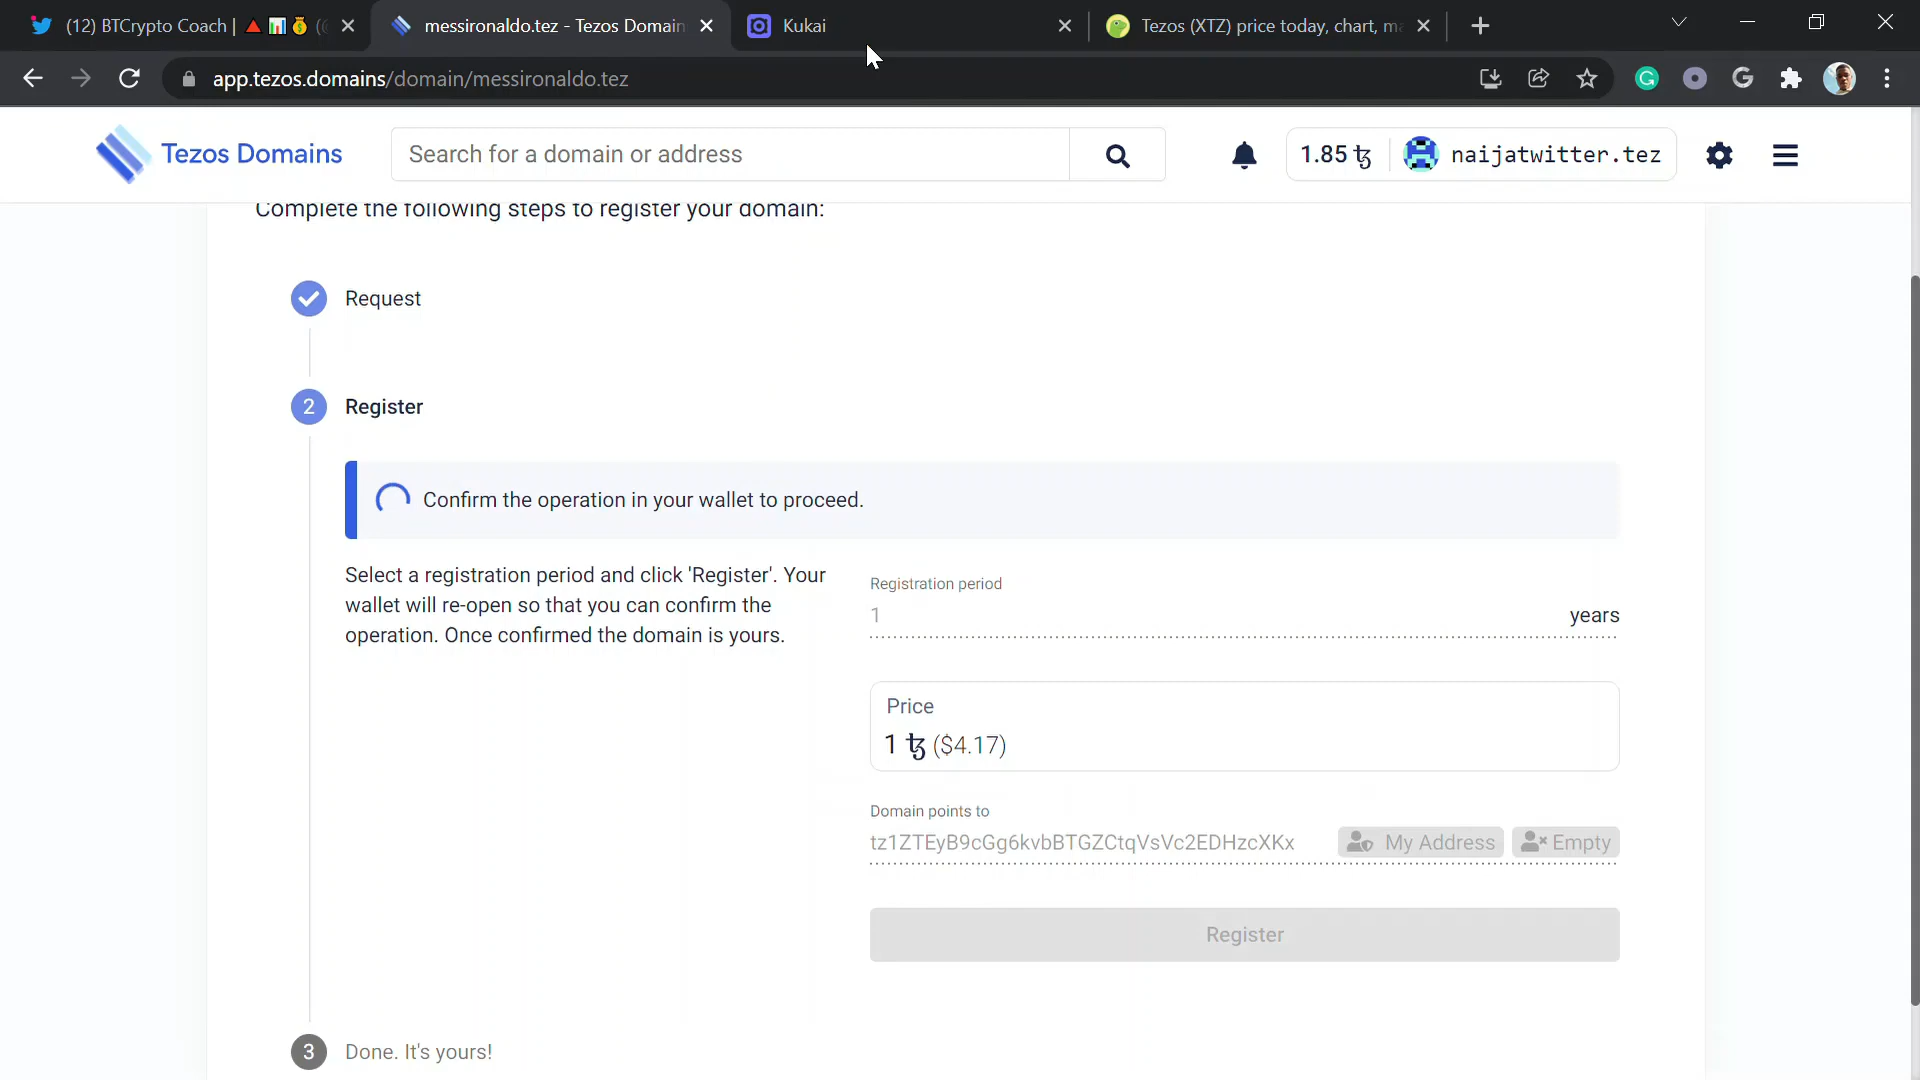 (12) BTCrypto Coach |
messironaldo.tez - Tezos Domain
Kukai
Tezos (XTZ) price today, chart, ma
app.tezos.domains/domain/messironaldo.tez
Tezos Domains
Search for a domain or address
1.85 ꜩ
naijatwitter.tez
Complete the following steps to register your domain:
Request
2 Register
Confirm the operation in your wallet to proceed.
Select a registration period and click 'Register'. Your
wallet will re-open so that you can confirm the
operation. Once confirmed the domain is yours.
Registration period
1 years
Price
1 ꜩ ($4.17)
Domain points to
tz1ZTEyB9cGg6kvbBTGZCtqVsVc2EDHzcXKx
My Address
Empty
Register
3 Done. It's yours!